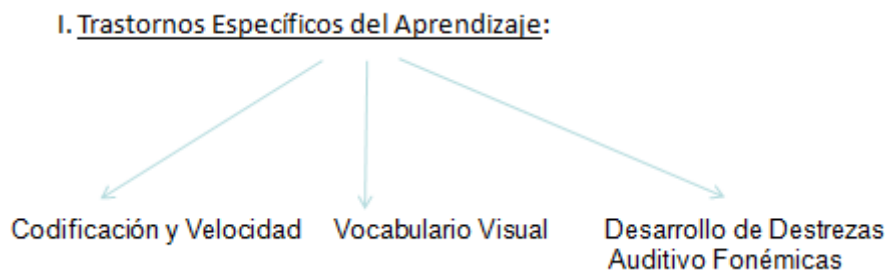 I. Trastornos Específicos del Aprendizaje:
Codificación y Velocidad
Vocabulario Visual
Desarrollo de Destrezas
Auditivo Fonémicas